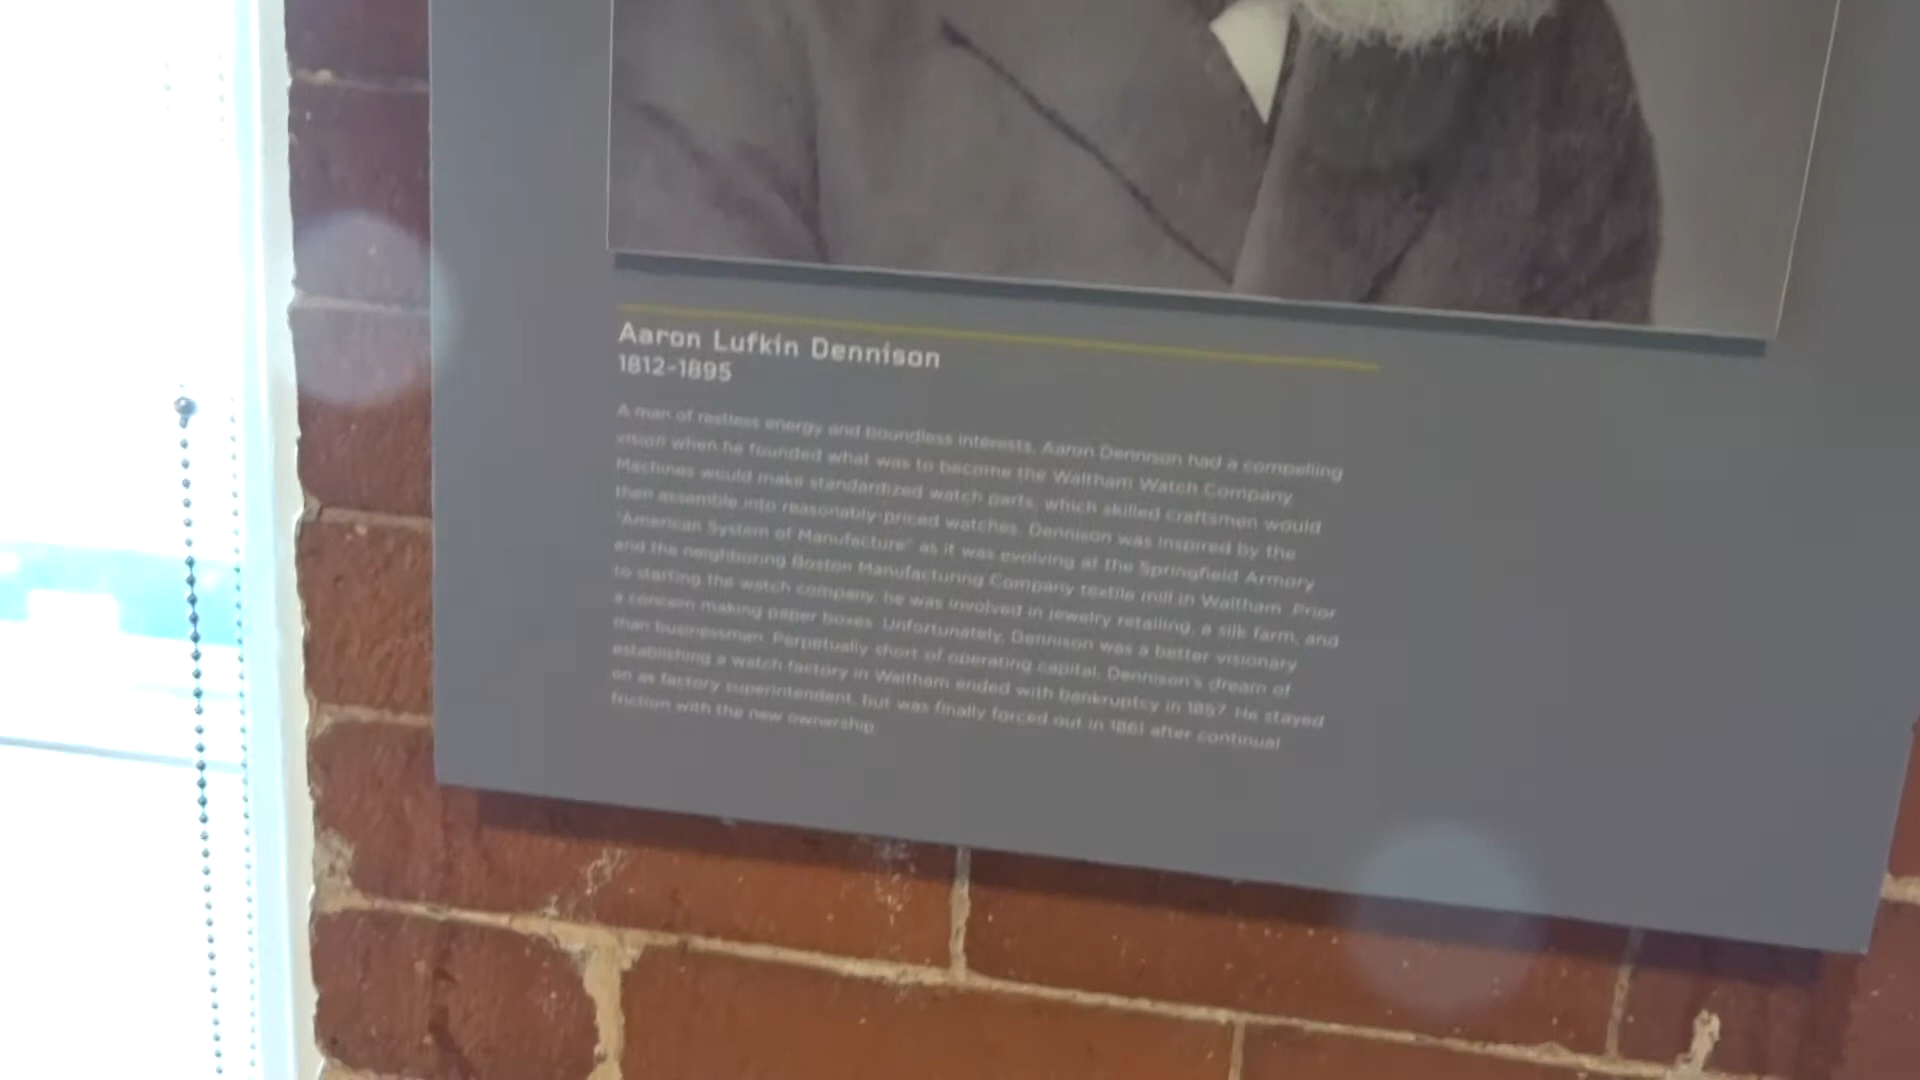 Aaron Lufkin Dennison
1812-1895
A man of restless energy and boundless interests, Aaron Dennison had a compelling
vision when he founded what was to become the Waltham Watch Company.
Machines would make standardized watch parts, which skilled craftsmen would
then assemble into reasonably-priced watches. Dennison was inspired by the
"American System of Manufacture" as it was evolving at the Springfield Armory
and the neighboring Boston Manufacturing Company textile mill in Waltham. Prior
to starting the watch company, he was involved in jewelry retailing, a silk farm, and
a concern making paper boxes. Unfortunately, Dennison was a better visionary
than businessman. Perpetually short of operating capital, Dennison's dream of
establishing a watch factory in Waltham ended with bankruptcy in 1857. He stayed
on as factory superintendent, but was finally forced out in 1861 after continual
friction with the new ownership.